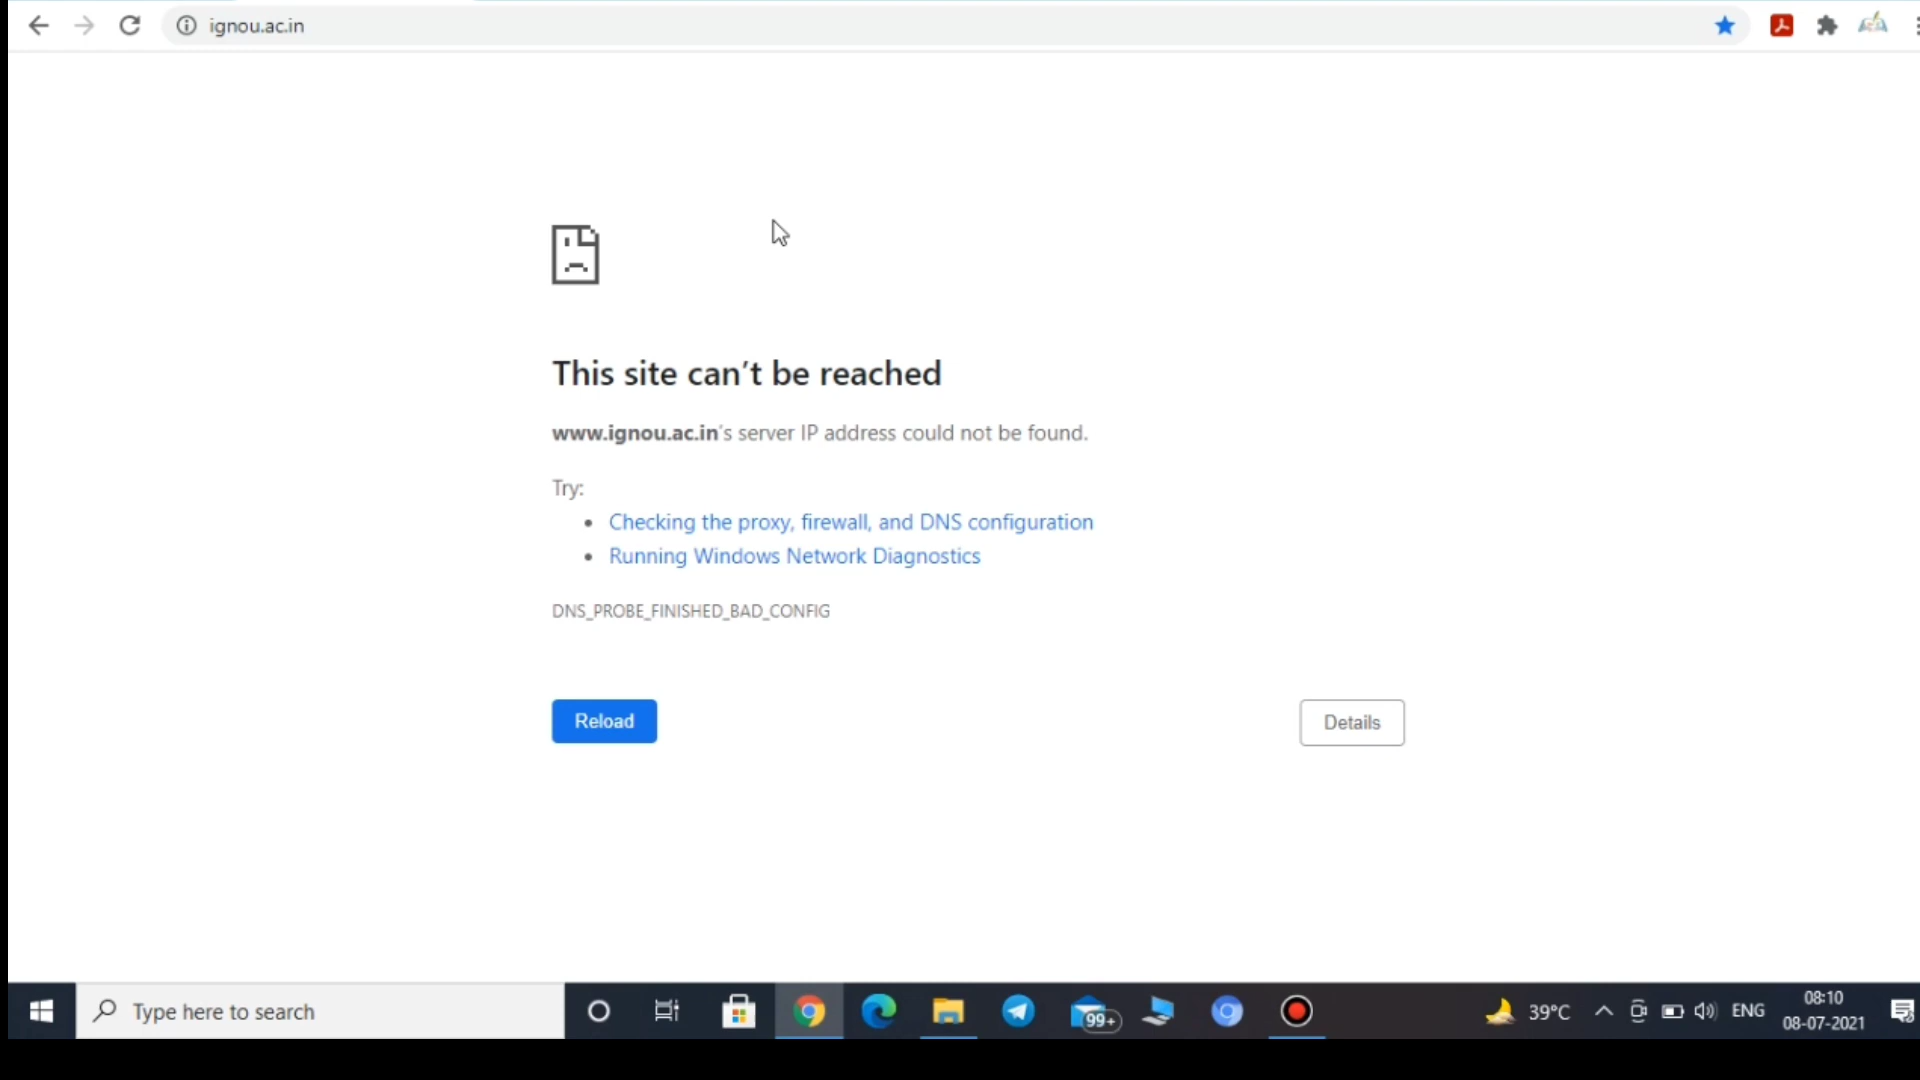 ignou.ac.in
This site can't be reached
www.ignou.ac.in's server IP address could not be found.
Try:
• Checking the proxy, firewall, and DNS configuration
• Running Windows Network Diagnostics
DNS_PROBE_FINISHED_BAD_CONFIG
Reload
Details
Type here to search
99+
39°C
ENG
08:10
08-07-2021